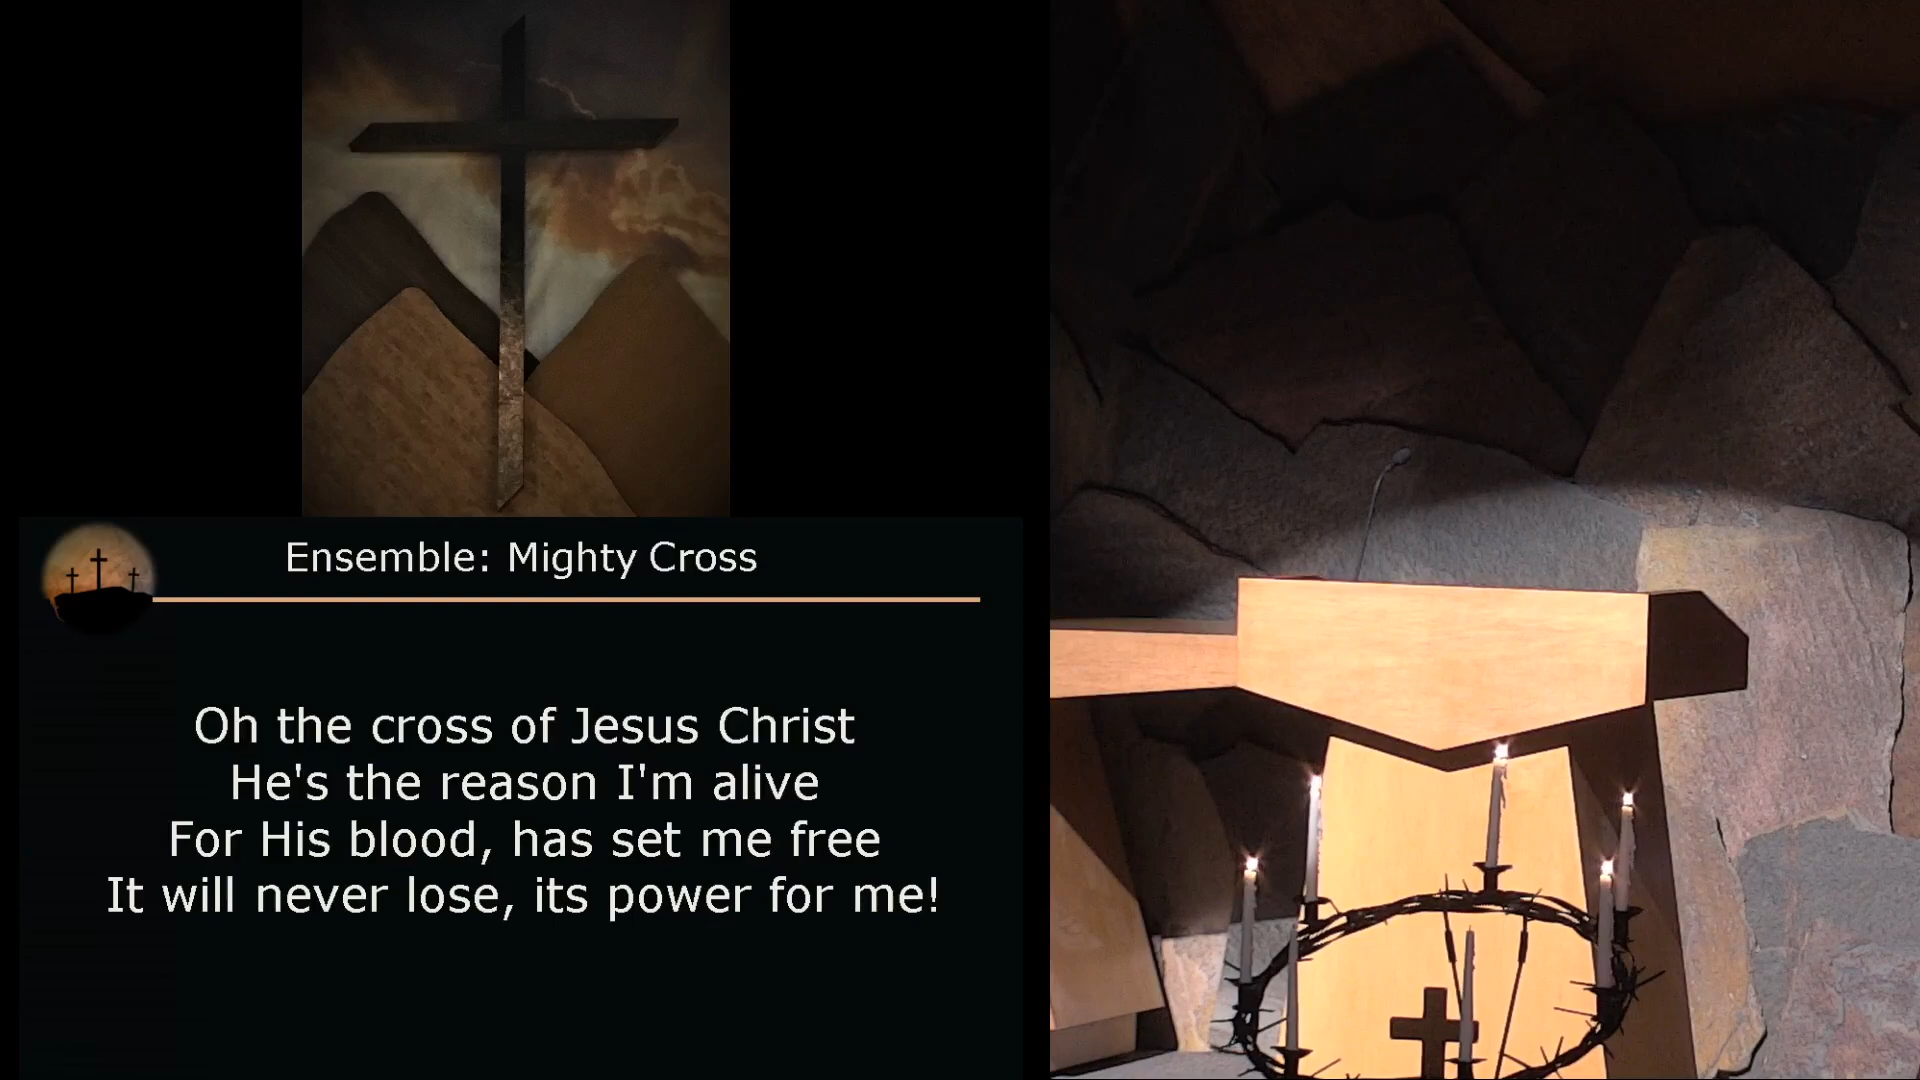 Ensemble: Mighty Cross
Oh the cross of Jesus Christ
He's the reason I'm alive
For His blood, has set me free
It will never lose, its power for me!